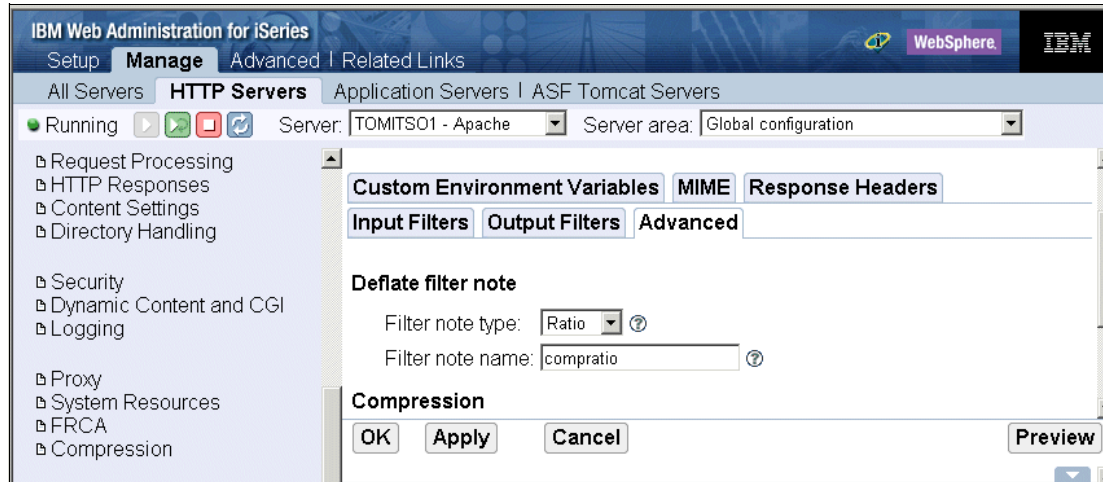 IBM Web Administration for iSeries
WebSphere.
IBM
Setup Manage Advanced | Related Links
All Servers HTTP Servers Application Servers | ASF Tomcat Servers
Running Server: TOMITSO1 - Apache Server area: Global configuration
Request Processing
HTTP Responses
Content Settings
Directory Handling
Security
Dynamic Content and CGI
Logging
Proxy
System Resources
FRCA
Compression
Custom Environment Variables MIME Response Headers
Input Filters Output Filters Advanced
Deflate filter note
Filter note type: Ratio ?
Filter note name: compratio ?
Compression
OK Apply Cancel Preview